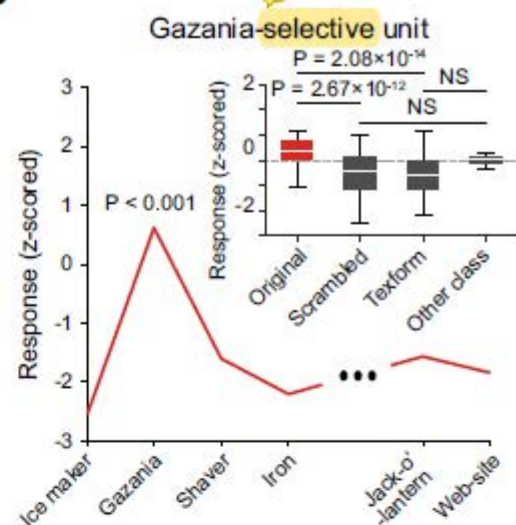 Gazania-selective unit
P = 2.08×10⁻¹⁴
NS
P = 2.67×10⁻¹²
NS
Response (z-scored)
2
0
-2
Original
Scrambled
Texform
Other class
P < 0.001
Response (z-scored)
3
2
1
0
-1
-2
-3
Ice maker
Gazania
Shaver
Iron
•••
Jack-o'
-lantern
Web-site